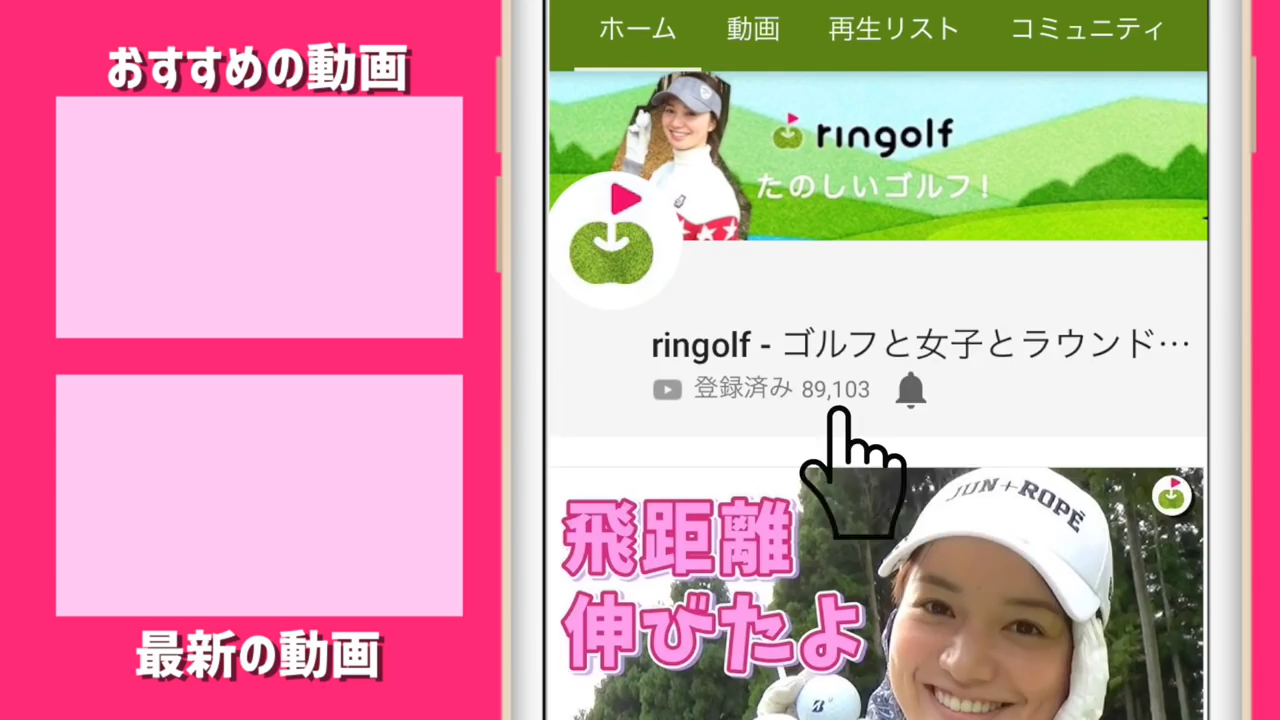 おすすめの動画
最新の動画
ホーム 動画 再生リスト コミュニティ
ringolf
たのしいゴルフ！
ringolf - ゴルフと女子とラウンド…
登録済み 89,103
JUN+ROPÉ
飛距離
伸びたよ
B